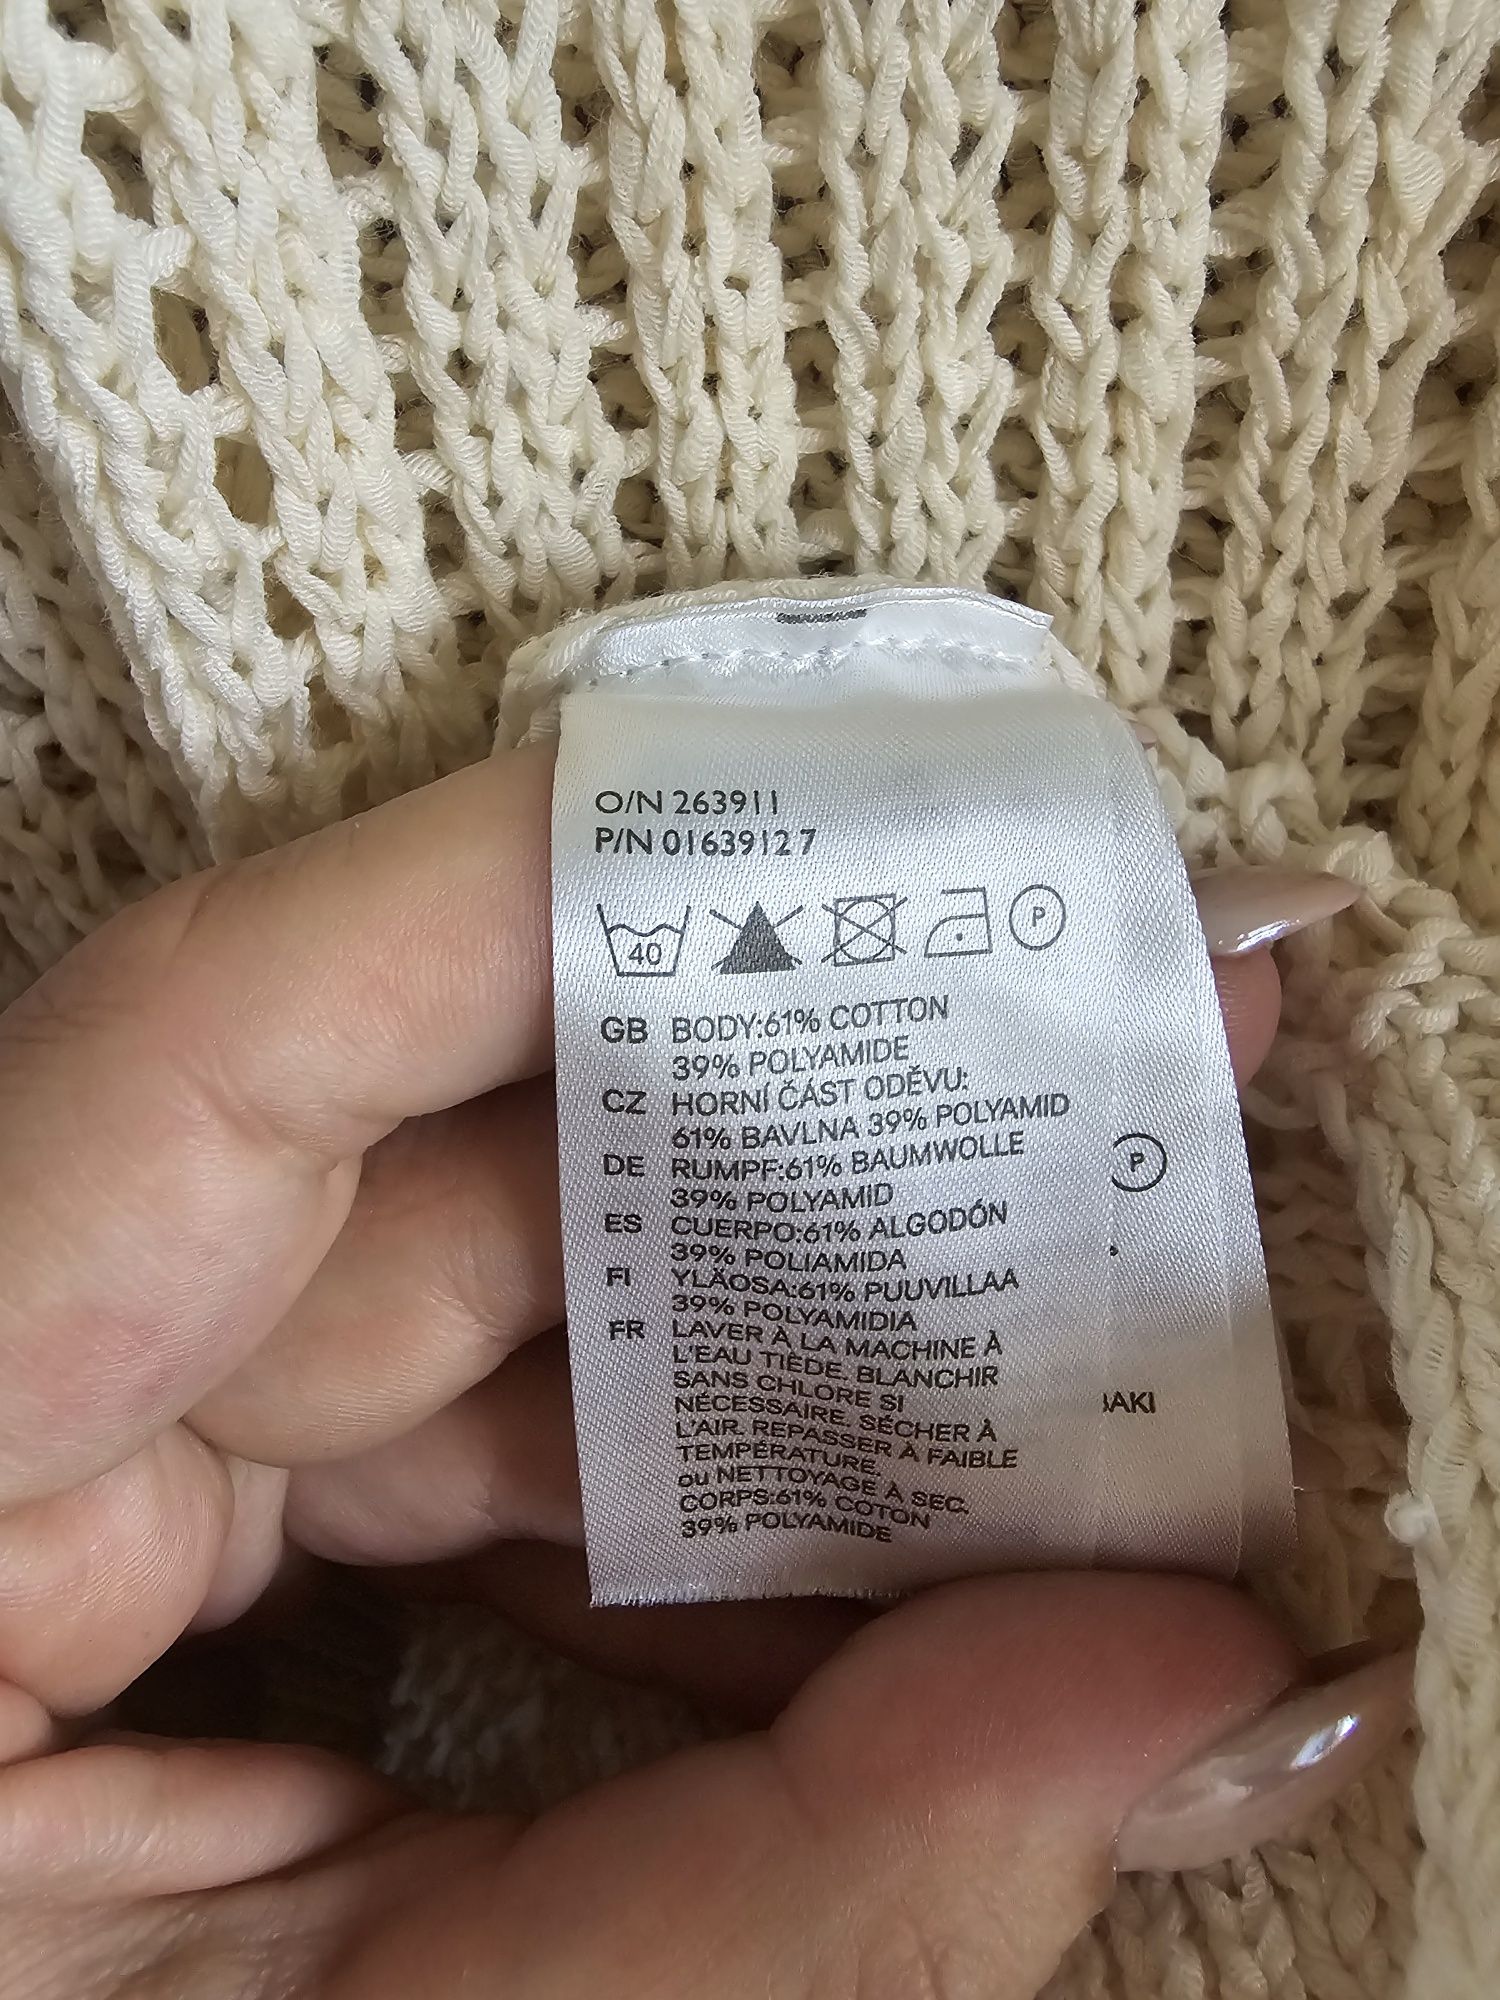 O/N 263911
P/N 01639127
40 P
GB BODY:61% COTTON
39% POLYAMIDE
CZ HORNÍ ČÁST ODĚVU:
61% BAVLNA 39% POLYAMID
DE RUMPF:61% BAUMWOLLE
39% POLYAMID
ES CUERPO:61% ALGODÓN
39% POLIAMIDA
FI YLÄOSA:61% PUUVILLAA
39% POLYAMIDIA
FR LAVER À LA MACHINE À
L'EAU TIÈDE. BLANCHIR
SANS CHLORE SI
NÉCESSAIRE. SÉCHER À
L'AIR. REPASSER À FAIBLE
TEMPÉRATURE.
ou NETTOYAGE À SEC.
CORPS:61% COTON
39% POLYAMIDE
P